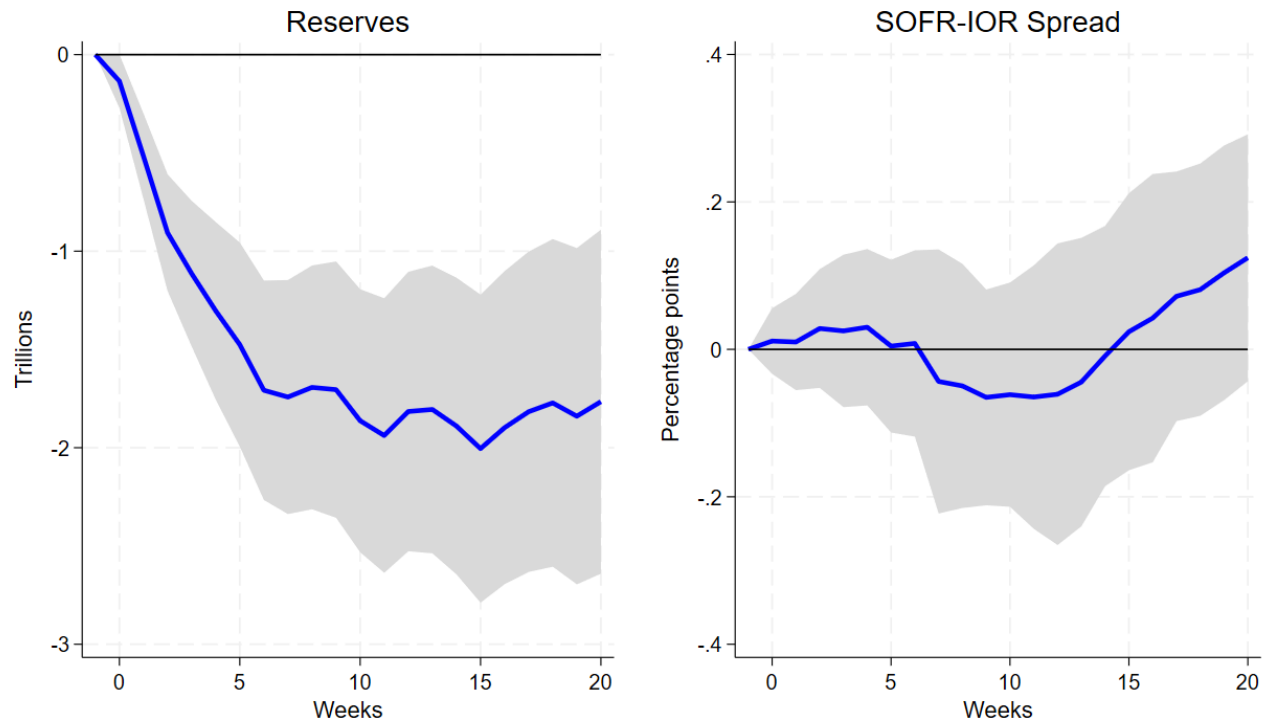 Reserves
Trillions
0
-1
-2
-3
0 5 10 15 20
Weeks
SOFR-IOR Spread
Percentage points
.4
.2
0
-.2
-.4
0 5 10 15 20
Weeks